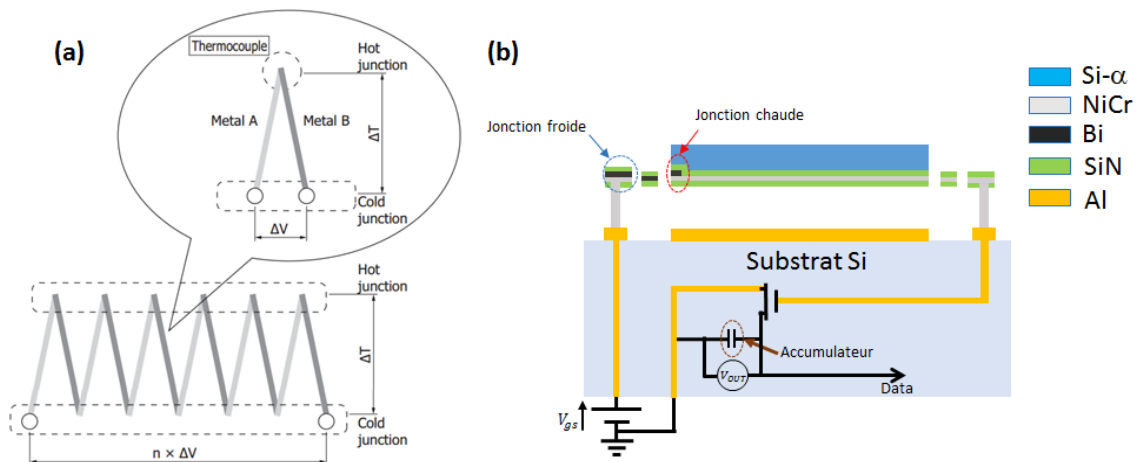 (a)
Thermocouple
Hot
junction
Metal A
Metal B
ΔT
Cold
junction
ΔV
Hot
junction
ΔT
Cold
junction
n × ΔV
(b)
Jonction froide
Jonction chaude
Substrat Si
Accumulateur
V_OUT
Data
V_gs
Si-α
NiCr
Bi
SiN
Al